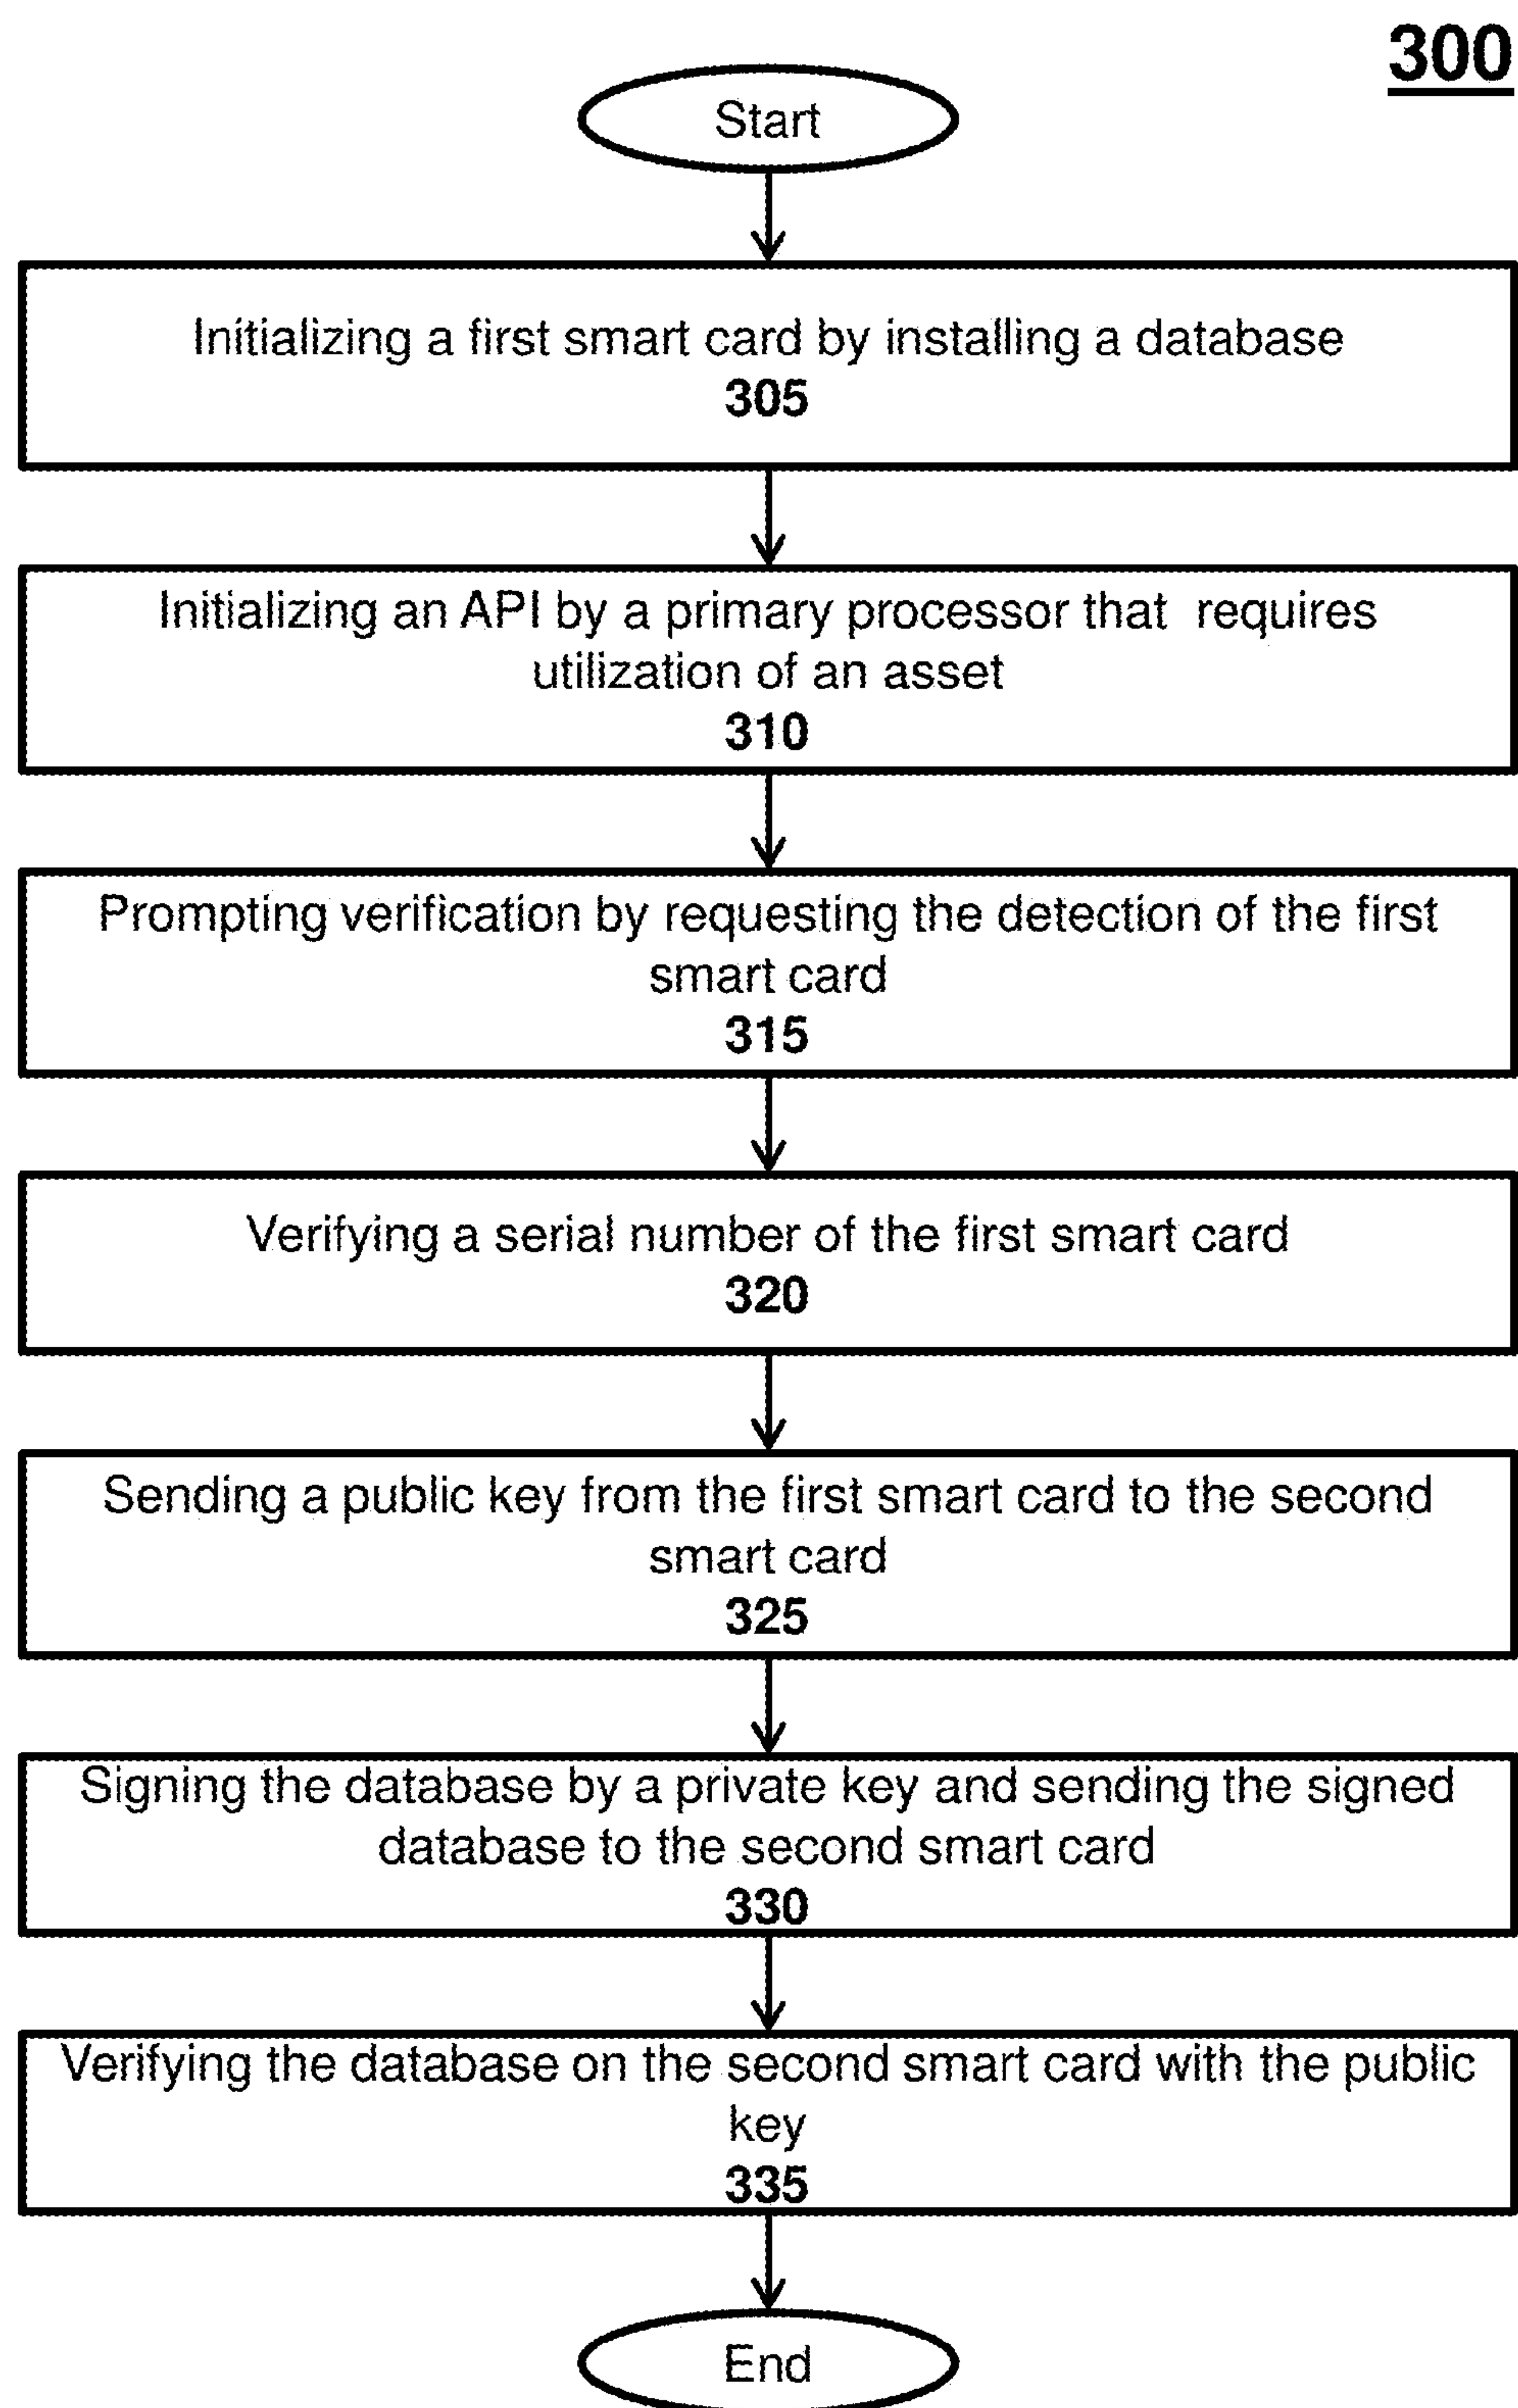 300
Start
Initializing a first smart card by installing a database
305
Initializing an API by a primary processor that requires
utilization of an asset
310
Prompting verification by requesting the detection of the first
smart card
315
Verifying a serial number of the first smart card
320
Sending a public key from the first smart card to the second
smart card
325
Signing the database by a private key and sending the signed
database to the second smart card
330
Verifying the database on the second smart card with the public
key
335
End